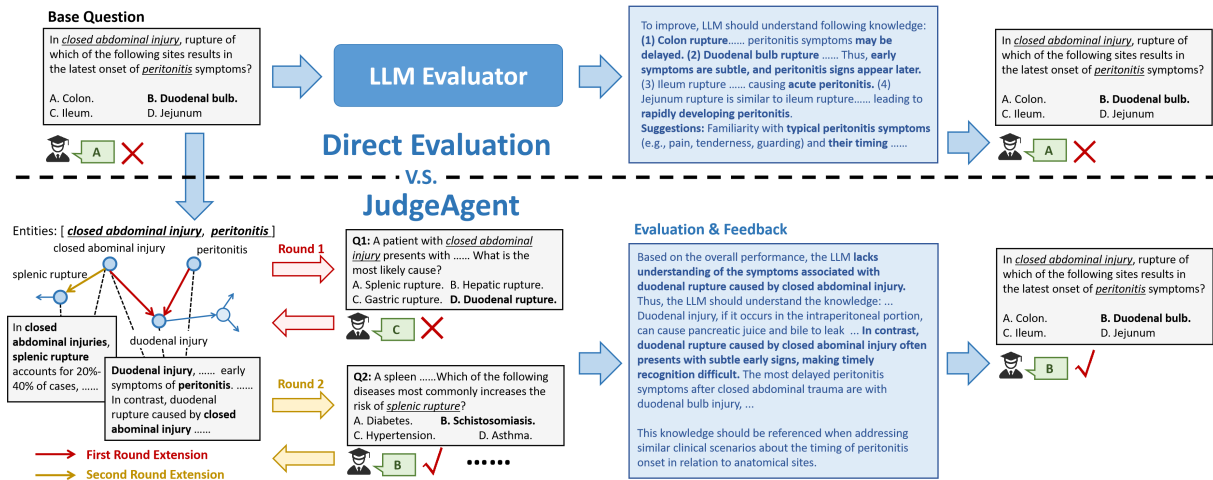 Base Question
In closed abdominal injury, rupture of
which of the following sites results in
the latest onset of peritonitis symptoms?
A. Colon. B. Duodenal bulb.
C. Ileum. D. Jejunum
A
LLM Evaluator
To improve, LLM should understand following knowledge:
(1) Colon rupture…… peritonitis symptoms may be
delayed. (2) Duodenal bulb rupture …… Thus, early
symptoms are subtle, and peritonitis signs appear later.
(3) Ileum rupture …… causing acute peritonitis. (4)
Jejunum rupture is similar to ileum rupture…… leading to
rapidly developing peritonitis.
Suggestions: Familiarity with typical peritonitis symptoms
(e.g., pain, tenderness, guarding) and their timing ……
In closed abdominal injury, rupture of
which of the following sites results in
the latest onset of peritonitis symptoms?
A. Colon. B. Duodenal bulb.
C. Ileum. D. Jejunum
A
Direct Evaluation
V.S.
JudgeAgent
Entities: [ closed abdominal injury, peritonitis ]
closed abominal injury
peritonitis
splenic rupture
duodenal injury
In closed
abdominal injuries,
splenic rupture
accounts for 20%-
40% of cases, ……
Duodenal injury, …… early
symptoms of peritonitis. ……
In contrast, duodenal
rupture caused by closed
abdominal injury ……
First Round Extension
Second Round Extension
Round 1
Q1: A patient with closed abdominal
injury presents with …… What is the
most likely cause?
A. Splenic rupture. B. Hepatic rupture.
C. Gastric rupture. D. Duodenal rupture.
C
Round 2
Q2: A spleen ……Which of the following
diseases most commonly increases the
risk of splenic rupture?
A. Diabetes. B. Schistosomiasis.
C. Hypertension. D. Asthma.
B
••••••
Evaluation & Feedback
Based on the overall performance, the LLM lacks
understanding of the symptoms associated with
duodenal rupture caused by closed abdominal injury.
Thus, the LLM should understand the knowledge: ...
Duodenal injury, if it occurs in the intraperitoneal portion,
can cause pancreatic juice and bile to leak ... In contrast,
duodenal rupture caused by closed abdominal injury often
presents with subtle early signs, making timely
recognition difficult. The most delayed peritonitis
symptoms after closed abdominal trauma are with
duodenal bulb injury, ...
This knowledge should be referenced when addressing
similar clinical scenarios about the timing of peritonitis
onset in relation to anatomical sites.
In closed abdominal injury, rupture of
which of the following sites results in
the latest onset of peritonitis symptoms?
A. Colon. B. Duodenal bulb.
C. Ileum. D. Jejunum
B